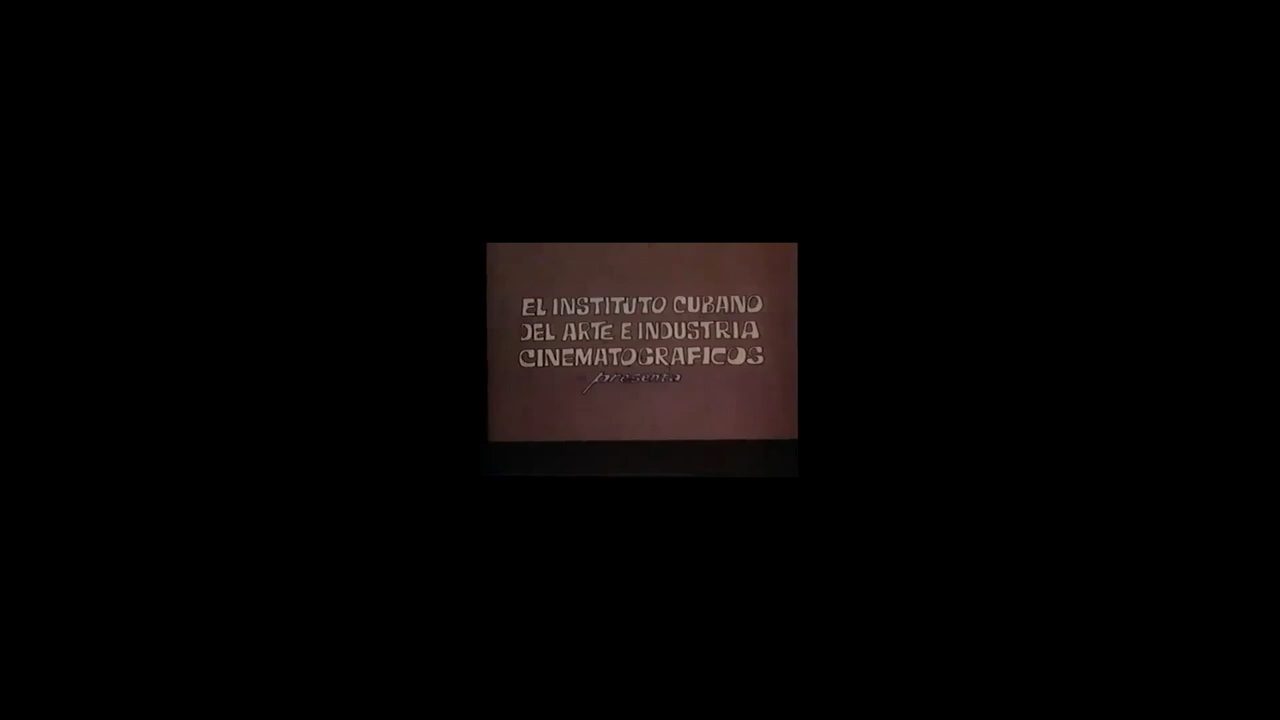 EL INSTITUTO CUBANO
DEL ARTE E INDUSTRIA
CINEMATOGRAFICOS
presenta